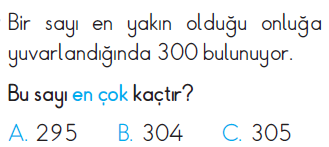 Bir sayı en yakın olduğu onluğa
yuvarlandığında 300 bulunuyor.
Bu sayı en çok kaçtır?
A. 295 B. 304 C. 305